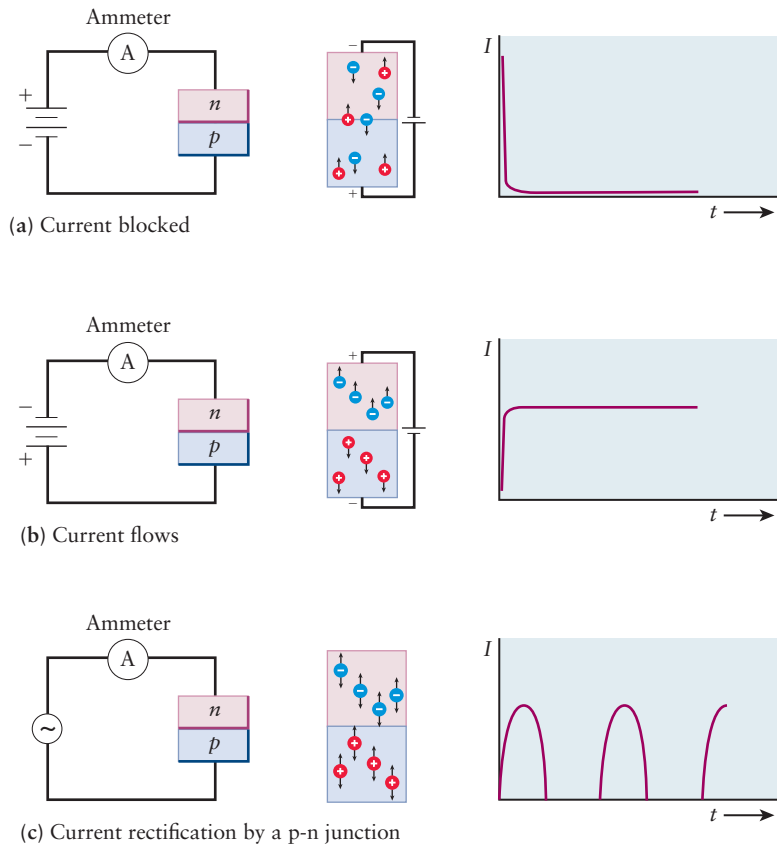 Ammeter
A
+
−
n
p
−
+
I
t
(a) Current blocked
Ammeter
A
−
+
n
p
+
−
I
t
(b) Current flows
Ammeter
A
~
n
p
I
t
(c) Current rectification by a p-n junction